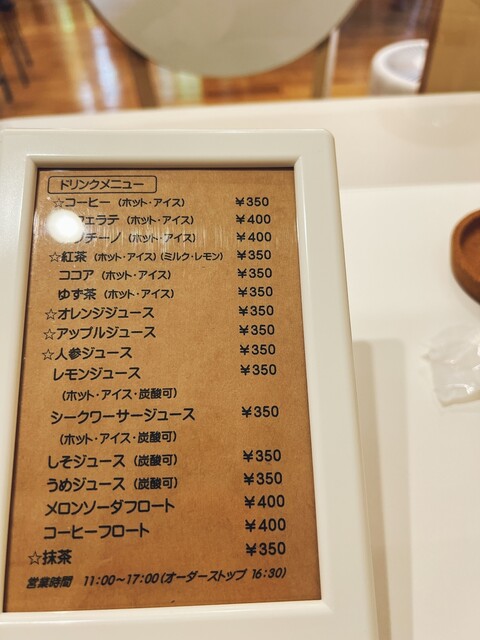 ドリンクメニュー
☆コーヒー (ホット・アイス) ¥350
フェラテ (ホット・アイス) ¥400
プチーノ (ホット・アイス) ¥400
☆紅茶 (ホット・アイス)(ミルク・レモン) ¥350
ココア (ホット・アイス) ¥350
ゆず茶 (ホット・アイス) ¥350
☆オレンジジュース ¥350
☆アップルジュース ¥350
☆人参ジュース ¥350
レモンジュース ¥350
(ホット・アイス・炭酸可)
シークワーサージュース ¥350
(ホット・アイス・炭酸可)
しそジュース (炭酸可) ¥350
うめジュース (炭酸可) ¥350
メロンソーダフロート ¥400
コーヒーフロート ¥400
☆抹茶 ¥350
営業時間 11:00～17:00(オーダーストップ 16:30)